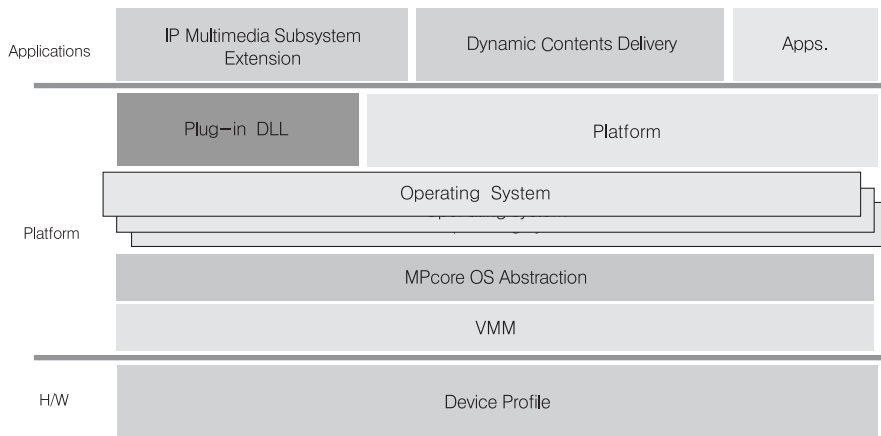 Applications
IP Multimedia Subsystem
Extension
Dynamic Contents Delivery
Apps.
Plug-in DLL
Platform
Platform
Operating System
MPcore OS Abstraction
VMM
H/W
Device Profile